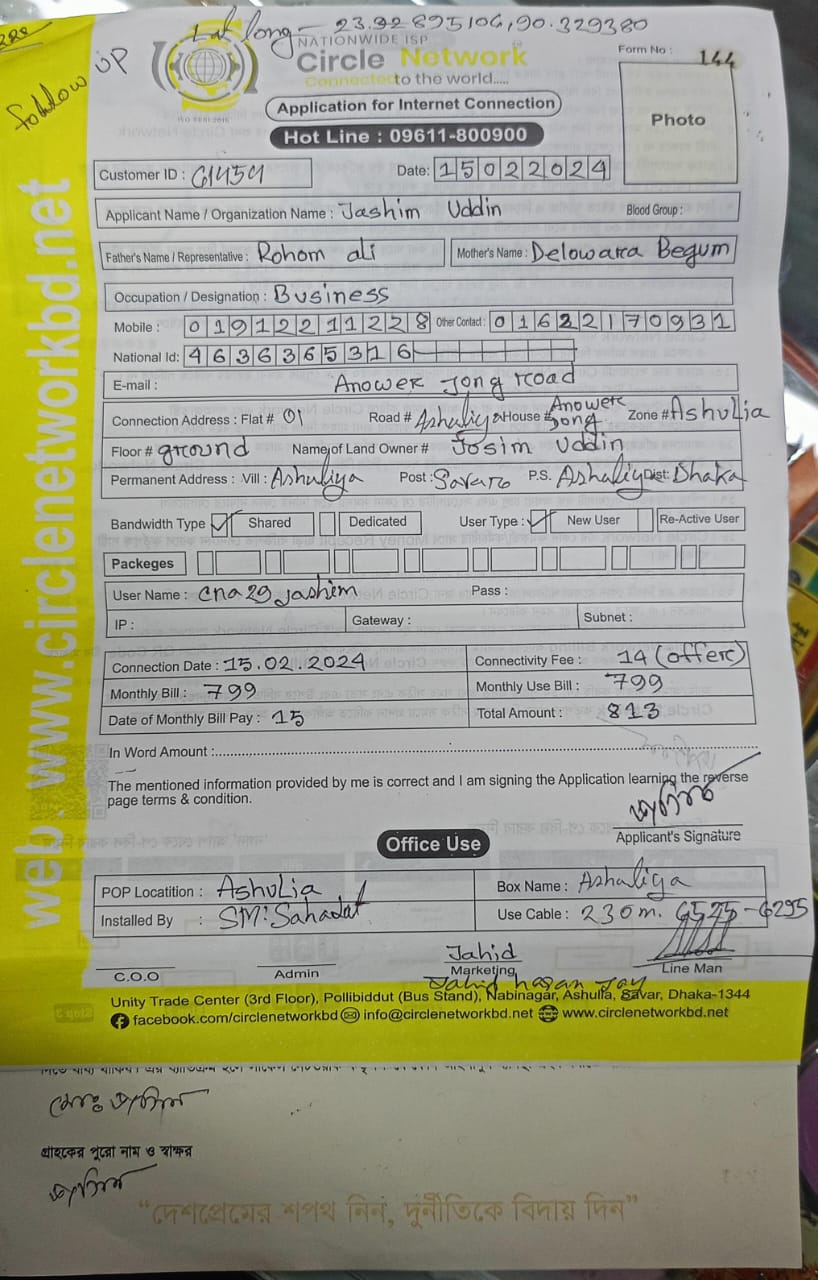 Lat long - 23.92895106,90.329380
Follow UP
NATIONWIDE ISP
Circle Network
Connected to the world.....
ISO 9001:2015
Form No : 144
Photo
Application for Internet Connection
Hot Line : 09611-800900
web : www.circlenetworkbd.net
Customer ID : G1454 Date: 15022024
Applicant Name / Organization Name : Jashim Uddin Blood Group :
Father's Name / Representative : Rohom ali Mother's Name : Delowara Begum
Occupation / Designation : Business
Mobile : 01912211228 Other Contact : 01622170931
National Id: 4636365316
E-mail : Anower Jong road
Connection Address : Flat # 01 Road # Ashuliya House # Anower Jong Zone # Ashulia
Floor # ground Name of Land Owner # Josim Uddin
Permanent Address : Vill : Ashuliya Post : Savar P.S. Ashuliya Dist: Dhaka
Bandwidth Type ✓ Shared Dedicated User Type : ✓ New User Re-Active User
Packeges
User Name : cna29jashim Pass :
IP : Gateway : Subnet :
Connection Date : 15.02.2024 Connectivity Fee : 14 (offer)
Monthly Bill : 799 Monthly Use Bill : 799
Date of Monthly Bill Pay : 15 Total Amount : 813
In Word Amount :
The mentioned information provided by me is correct and I am signing the Application learning the reverse
page terms & condition.
জসিম
Applicant's Signature
Office Use
POP Locatition : Ashulia Box Name : Ashuliya
Installed By : SM: Sahadat Use Cable : 230m. 6525-6295
Jahid
C.O.O Admin Marketing Line Man
Jahid hasan Joy
Unity Trade Center (3rd Floor), Pollibiddut (Bus Stand), Nabinagar, Ashulia, Savar, Dhaka-1344
facebook.com/circlenetworkbd info@circlenetworkbd.net www.circlenetworkbd.net
মোঃ জসিম
গ্রাহকের পুরো নাম ও স্বাক্ষর
জসিম
“দেশপ্রেমের শপথ নিন, দুর্নীতিকে বিদায় দিন”